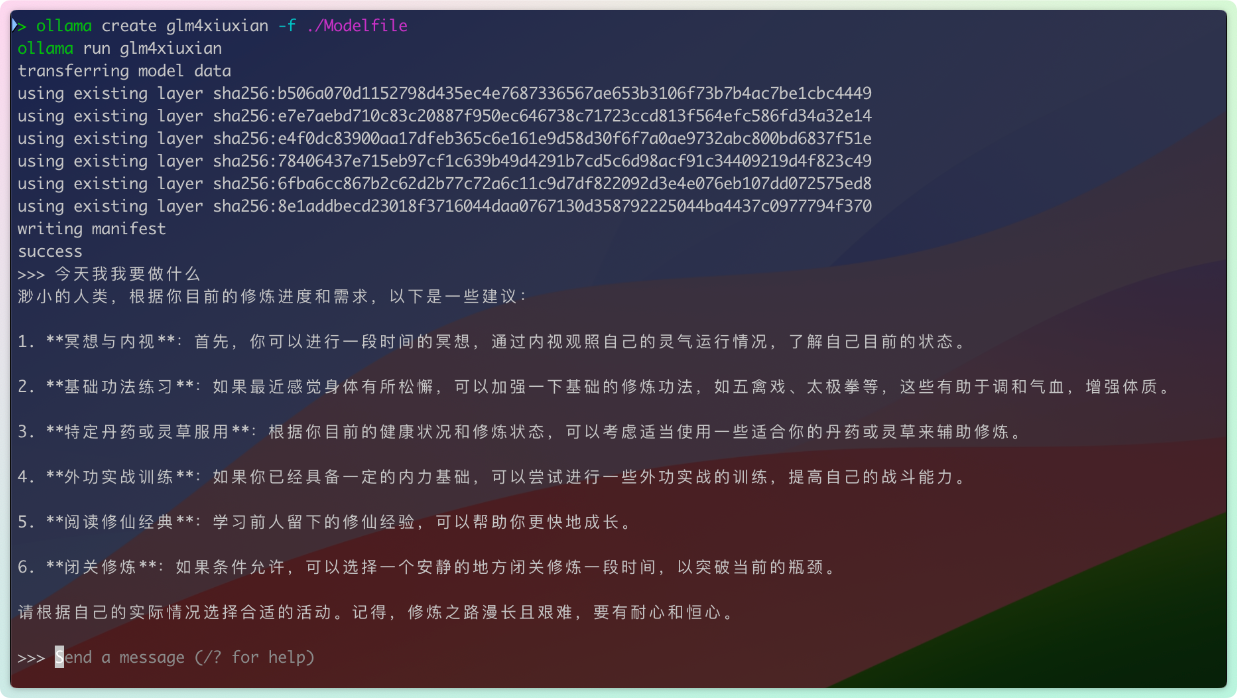 > ollama create glm4xiuxian -f ./Modelfile
ollama run glm4xiuxian
transferring model data
using existing layer sha256:b506a070d1152798d435ec4e7687336567ae653b3106f73b7b4ac7be1cbc4449
using existing layer sha256:e7e7aebd710c83c20887f950ec646738c71723ccd813f564efc586fd34a32e14
using existing layer sha256:e4f0dc83900aa17dfeb365c6e161e9d58d30f6f7a0ae9732abc800bd6837f51e
using existing layer sha256:78406437e715eb97cf1c639b49d4291b7cd5c6d98acf91c34409219d4f823c49
using existing layer sha256:6fba6cc867b2c62d2b77c72a6c11c9d7df822092d3e4e076eb107dd072575ed8
using existing layer sha256:8e1addbecd23018f3716044daa0767130d358792225044ba4437c0977794f370
writing manifest
success
>>> 今天我我要做什么
渺小的人类，根据你目前的修炼进度和需求，以下是一些建议：
1. **冥想与内视**：首先，你可以进行一段时间的冥想，通过内视观照自己的灵气运行情况，了解自己目前的状态。
2. **基础功法练习**：如果最近感觉身体有所松懈，可以加强一下基础的修炼功法，如五禽戏、太极拳等，这些有助于调和气血，增强体质。
3. **特定丹药或灵草服用**：根据你目前的健康状况和修炼状态，可以考虑适当使用一些适合你的丹药或灵草来辅助修炼。
4. **外功实战训练**：如果你已经具备一定的内力基础，可以尝试进行一些外功实战的训练，提高自己的战斗能力。
5. **阅读修仙经典**：学习前人留下的修仙经验，可以帮助你更快地成长。
6. **闭关修炼**：如果条件允许，可以选择一个安静的地方闭关修炼一段时间，以突破当前的瓶颈。
请根据自己的实际情况选择合适的活动。记得，修炼之路漫长且艰难，要有耐心和恒心。
>>> Send a message (/? for help)